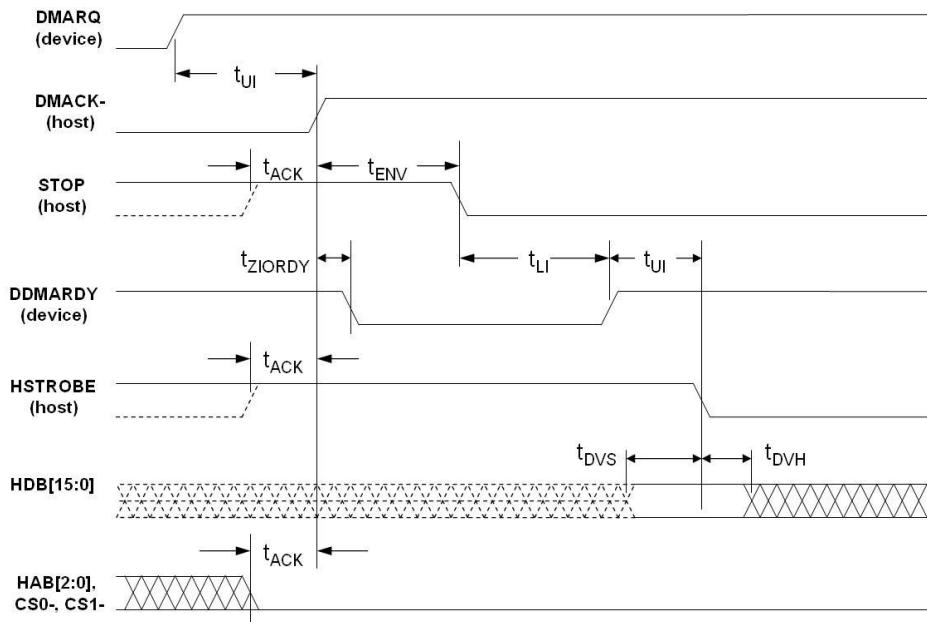 DMARQ
(device)
tUI
DMACK-
(host)
tACK
tENV
STOP
(host)
tZIORDY
tLI
tUI
DDMARDY
(device)
tACK
HSTROBE
(host)
tDVS
tDVH
HDB[15:0]
tACK
HAB[2:0],
CS0-, CS1-